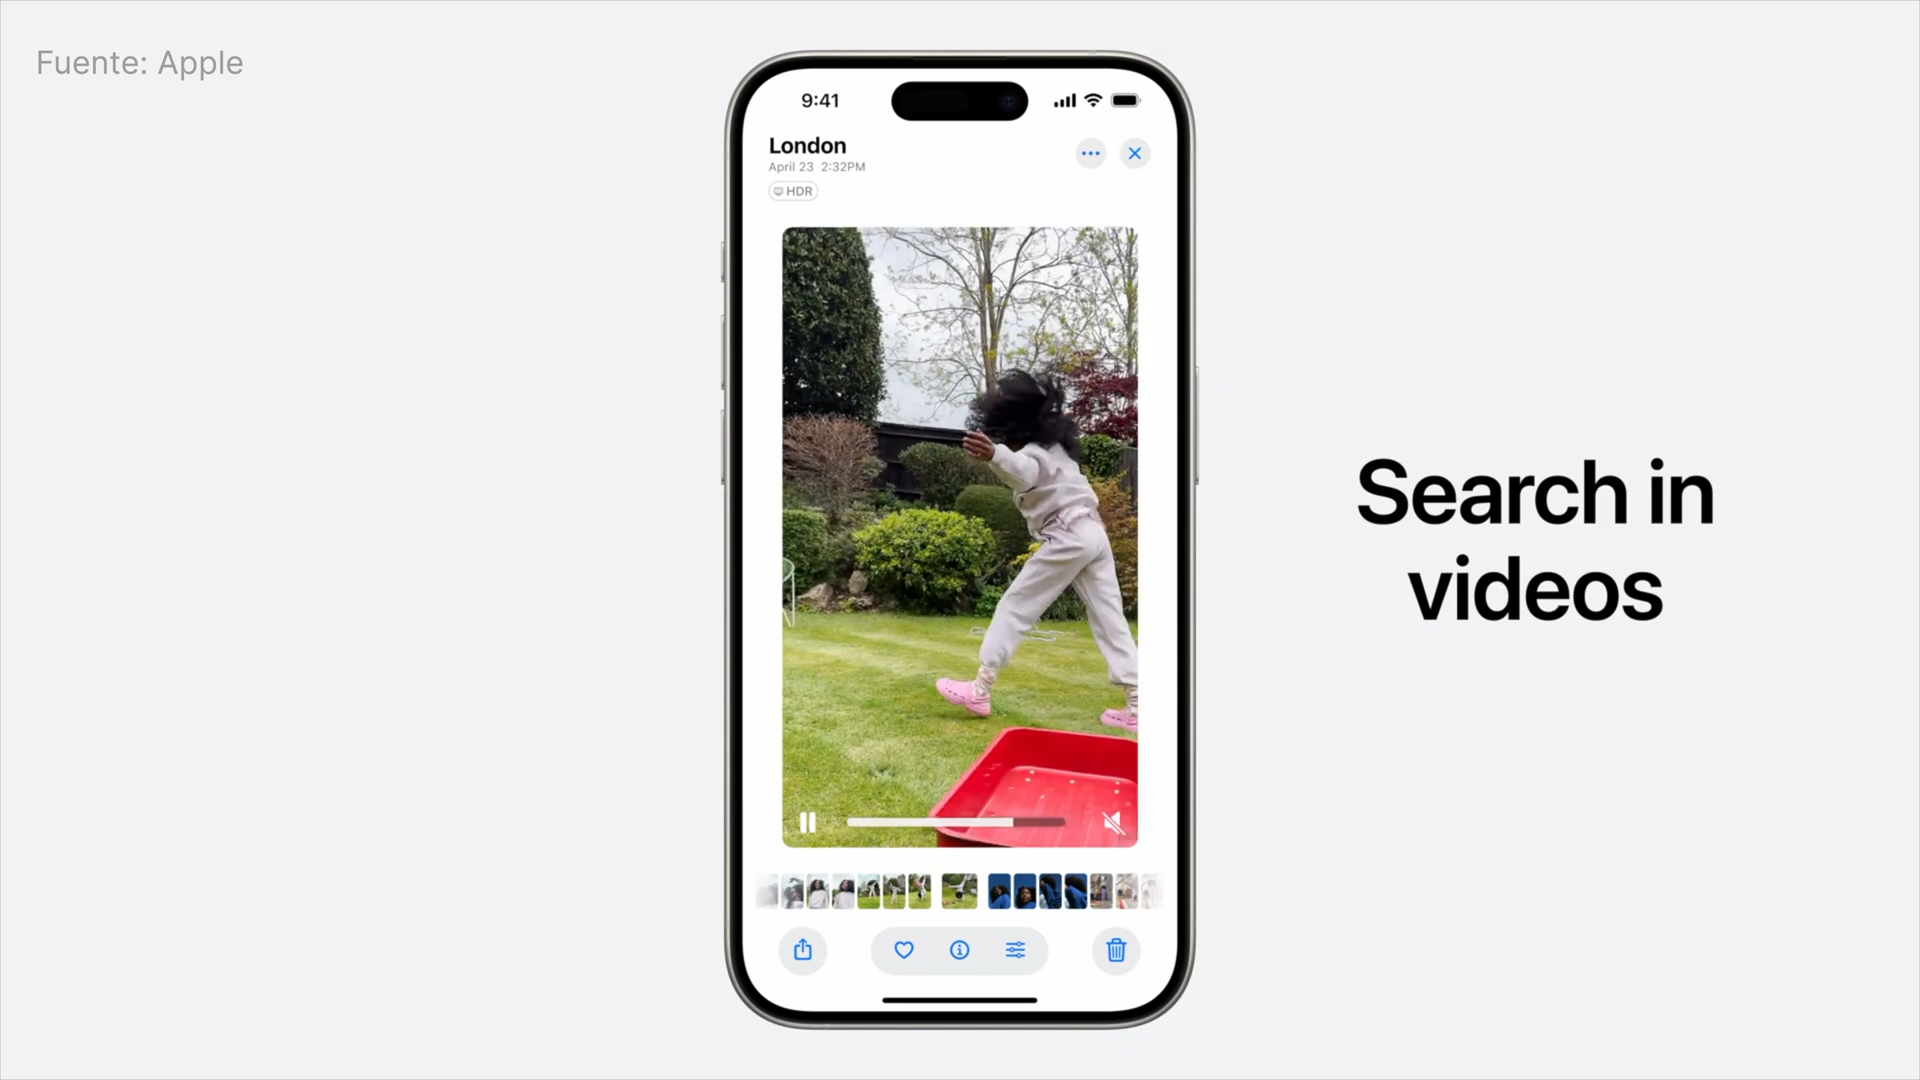 Fuente: Apple
9:41
London
April 23 2:32PM
HDR
Search in
videos